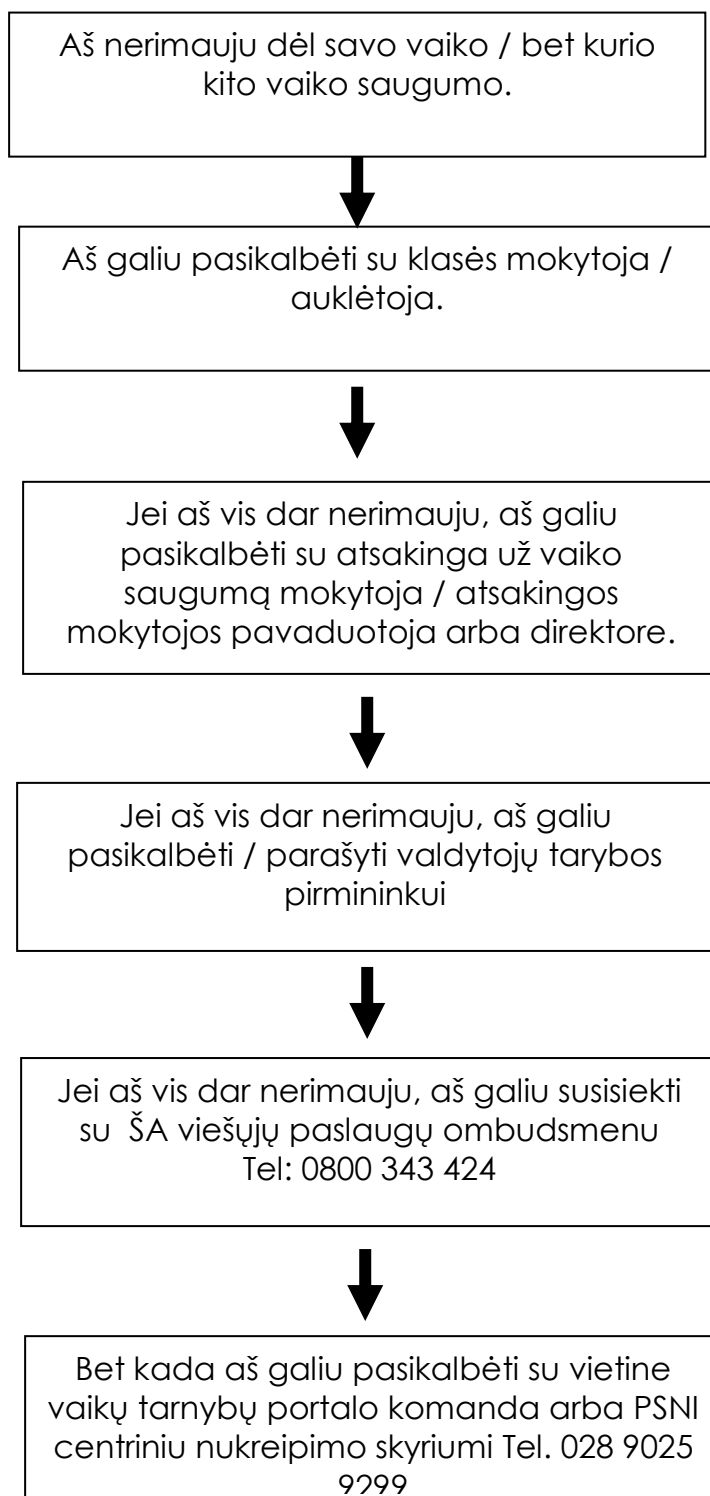 Aš nerimauju dėl savo vaiko / bet kurio
kito vaiko saugumo.
Aš galiu pasikalbėti su klasės mokytoja /
auklėtoja.
Jei aš vis dar nerimauju, aš galiu
pasikalbėti su atsakinga už vaiko
saugumą mokytoja / atsakingos
mokytojos pavaduotoja arba direktore.
Jei aš vis dar nerimauju, aš galiu
pasikalbėti / parašyti valdytojų tarybos
pirmininkui
Jei aš vis dar nerimauju, aš galiu susisiekti
su ŠA viešųjų paslaugų ombudsmenu
Tel: 0800 343 424
Bet kada aš galiu pasikalbėti su vietine
vaikų tarnybų portalo komanda arba PSNI
centriniu nukreipimo skyriumi Tel. 028 9025
9299